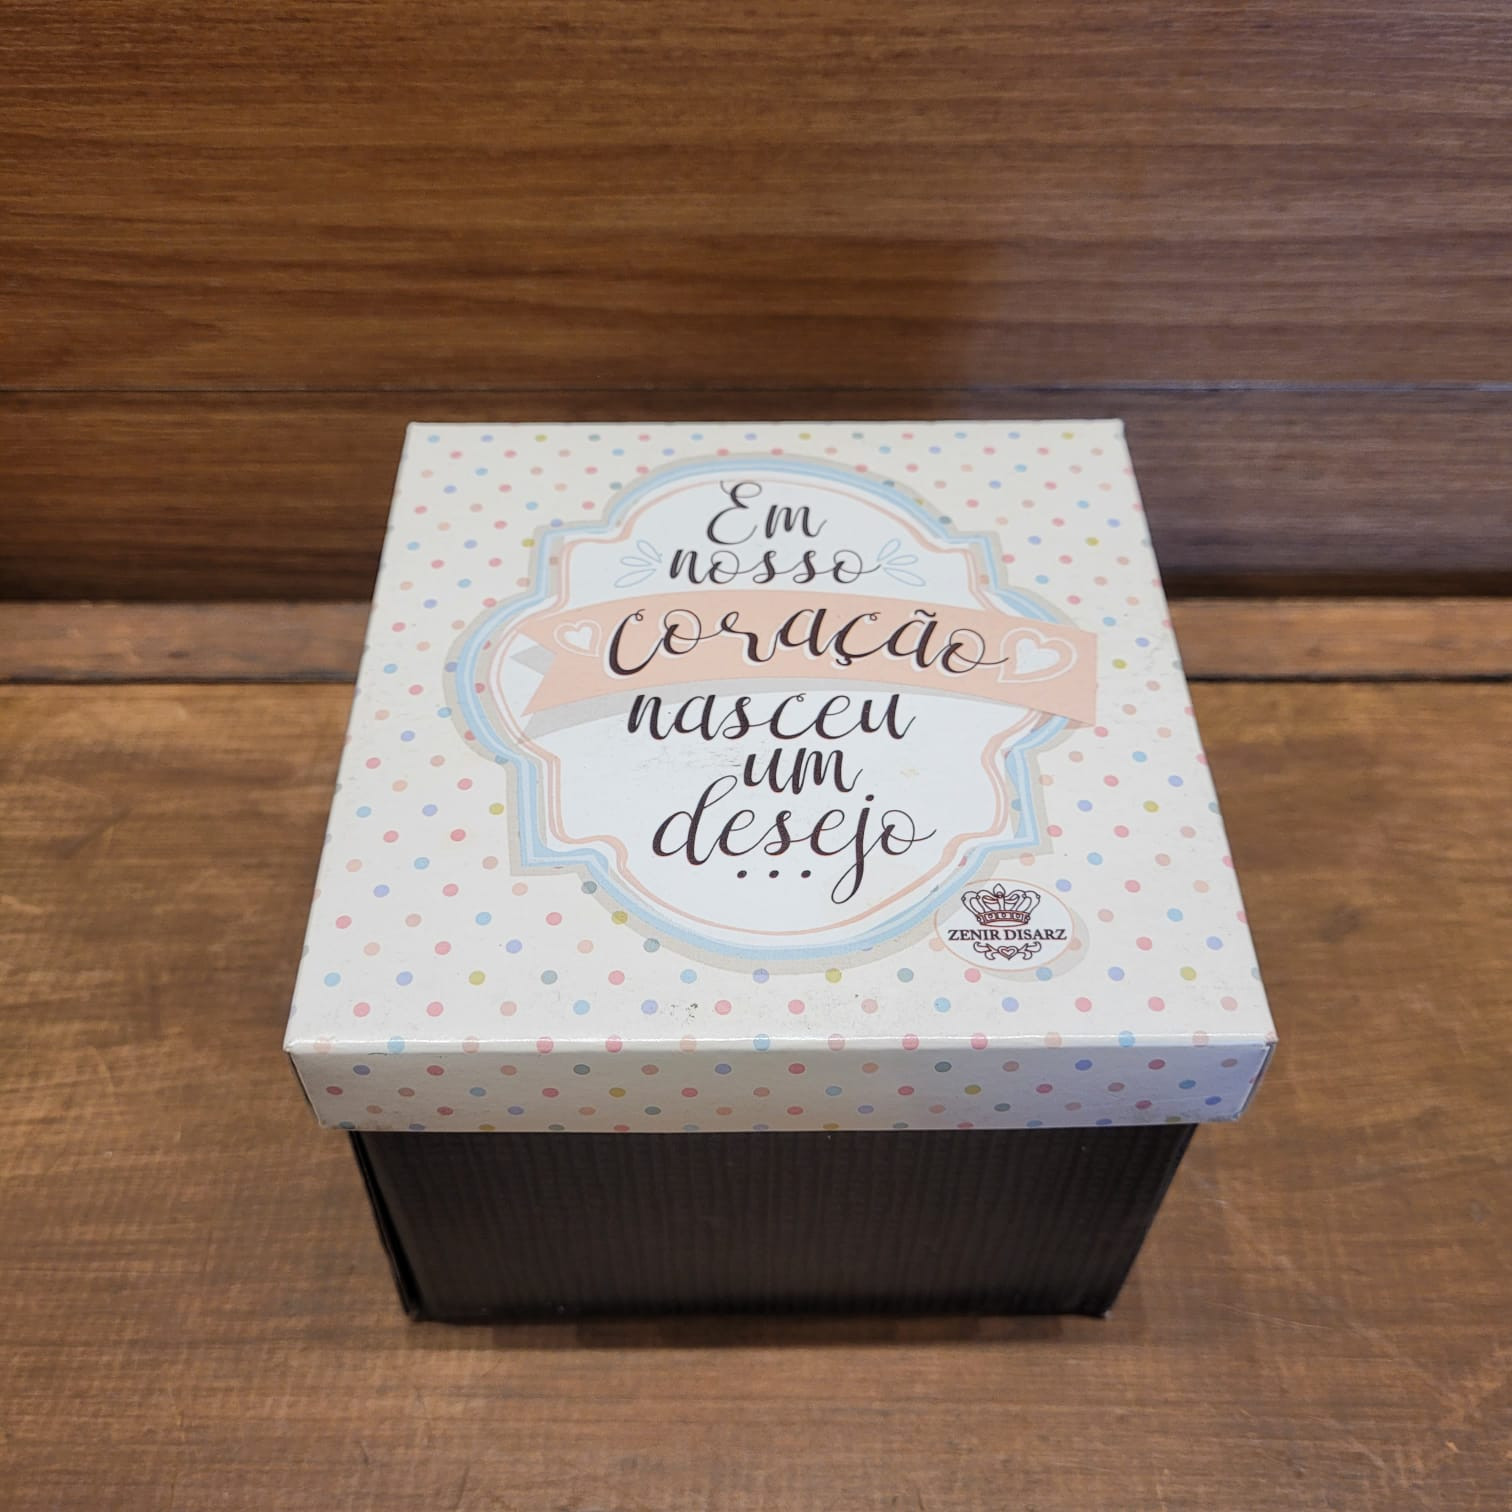 Em
nosso
coração
nasceu
um
desejo
...
ZENIR DISARZ